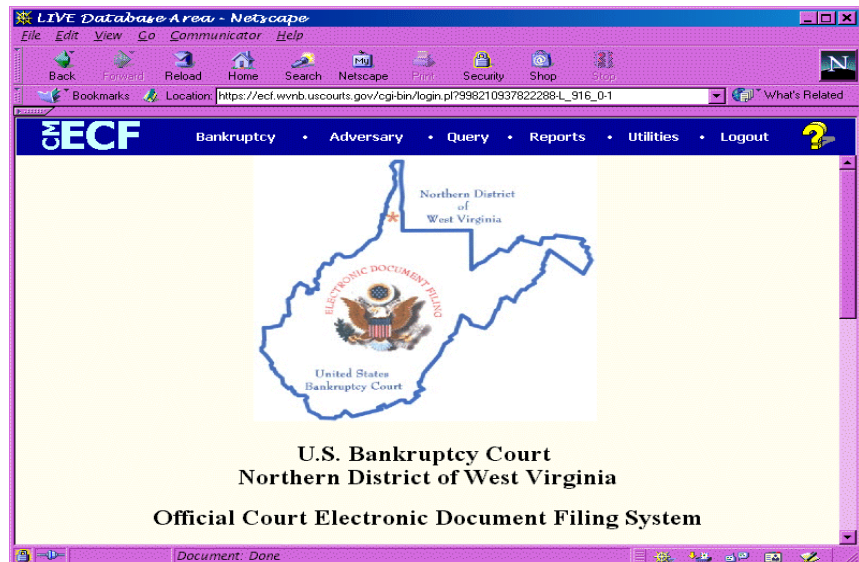 LIVE Database Area - Netscape
File Edit View Go Communicator Help
Back Forward Reload Home Search Netscape Print Security Shop Stop
My
N
Bookmarks Location: https://ecf.wvnb.uscourts.gov/cgi-bin/login.pl?998210937822288-L_916_0-1 What's Related
CM ECF Bankruptcy • Adversary • Query • Reports • Utilities • Logout ?
Northern District
of
West Virginia
*
ELECTRONIC DOCUMENT FILING
United States
Bankruptcy Court
U.S. Bankruptcy Court
Northern District of West Virginia
Official Court Electronic Document Filing System
Document: Done